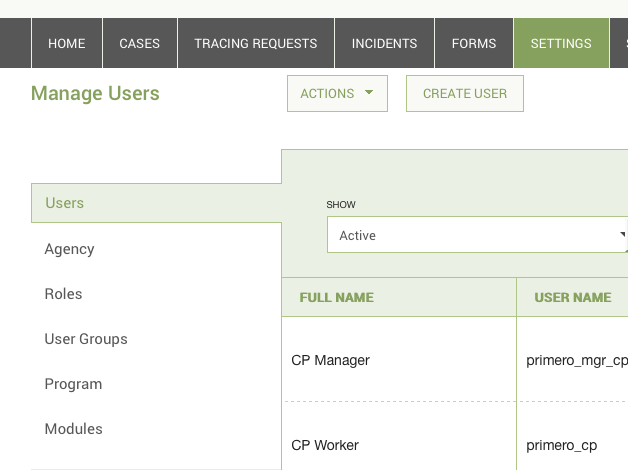 HOME CASES TRACING REQUESTS INCIDENTS FORMS SETTINGS
Manage Users ACTIONS CREATE USER
Users
Agency
Roles
User Groups
Program
Modules
SHOW
Active
FULL NAME USER NAME
CP Manager primero_mgr_cp
CP Worker primero_cp